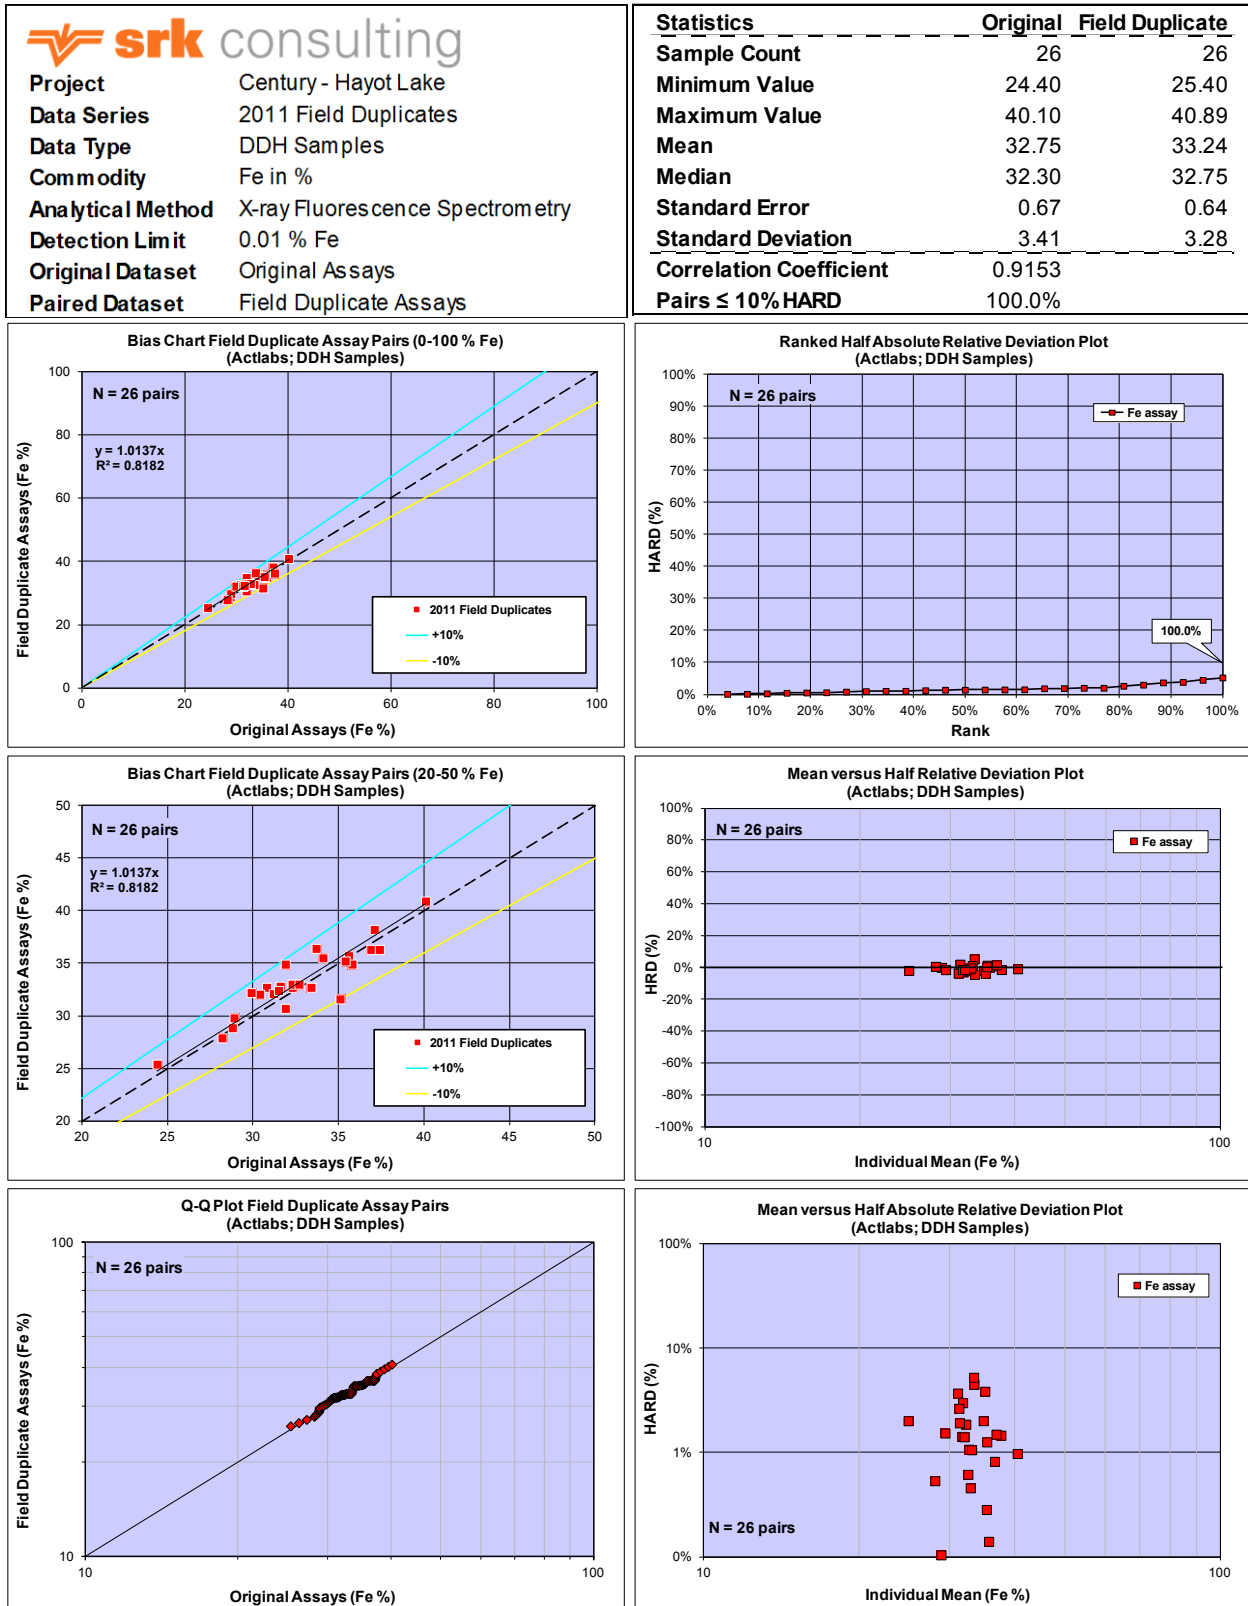 srk consulting
Project Century - Hayot Lake
Data Series 2011 Field Duplicates
Data Type DDH Samples
Commodity Fe in %
Analytical Method X-ray Fluorescence Spectrometry
Detection Limit 0.01 % Fe
Original Dataset Original Assays
Paired Dataset Field Duplicate Assays
Statistics Original Field Duplicate
Sample Count 26 26
Minimum Value 24.40 25.40
Maximum Value 40.10 40.89
Mean 32.75 33.24
Median 32.30 32.75
Standard Error 0.67 0.64
Standard Deviation 3.41 3.28
Correlation Coefficient 0.9153
Pairs ≤ 10% HARD 100.0%
Bias Chart Field Duplicate Assay Pairs (0-100 % Fe)
(Actlabs; DDH Samples)
N = 26 pairs
y = 1.0137x
R² = 0.8182
Field Duplicate Assays (Fe %)
100
80
60
40
20
0
2011 Field Duplicates
+10%
-10%
0 20 40 60 80 100
Original Assays (Fe %)
Ranked Half Absolute Relative Deviation Plot
(Actlabs; DDH Samples)
N = 26 pairs
Fe assay
HARD (%)
100%
90%
80%
70%
60%
50%
40%
30%
20%
10%
0%
100.0%
0% 10% 20% 30% 40% 50% 60% 70% 80% 90% 100%
Rank
Bias Chart Field Duplicate Assay Pairs (20-50 % Fe)
(Actlabs; DDH Samples)
N = 26 pairs
y = 1.0137x
R² = 0.8182
Field Duplicate Assays (Fe %)
50
45
40
35
30
25
20
2011 Field Duplicates
+10%
-10%
20 25 30 35 40 45 50
Original Assays (Fe %)
Mean versus Half Relative Deviation Plot
(Actlabs; DDH Samples)
N = 26 pairs
Fe assay
HRD (%)
100%
80%
60%
40%
20%
0%
-20%
-40%
-60%
-80%
-100%
10 100
Individual Mean (Fe %)
Q-Q Plot Field Duplicate Assay Pairs
(Actlabs; DDH Samples)
N = 26 pairs
Field Duplicate Assays (Fe %)
100
10
10 100
Original Assays (Fe %)
Mean versus Half Absolute Relative Deviation Plot
(Actlabs; DDH Samples)
Fe assay
HARD (%)
100%
10%
1%
0%
N = 26 pairs
10 100
Individual Mean (Fe %)